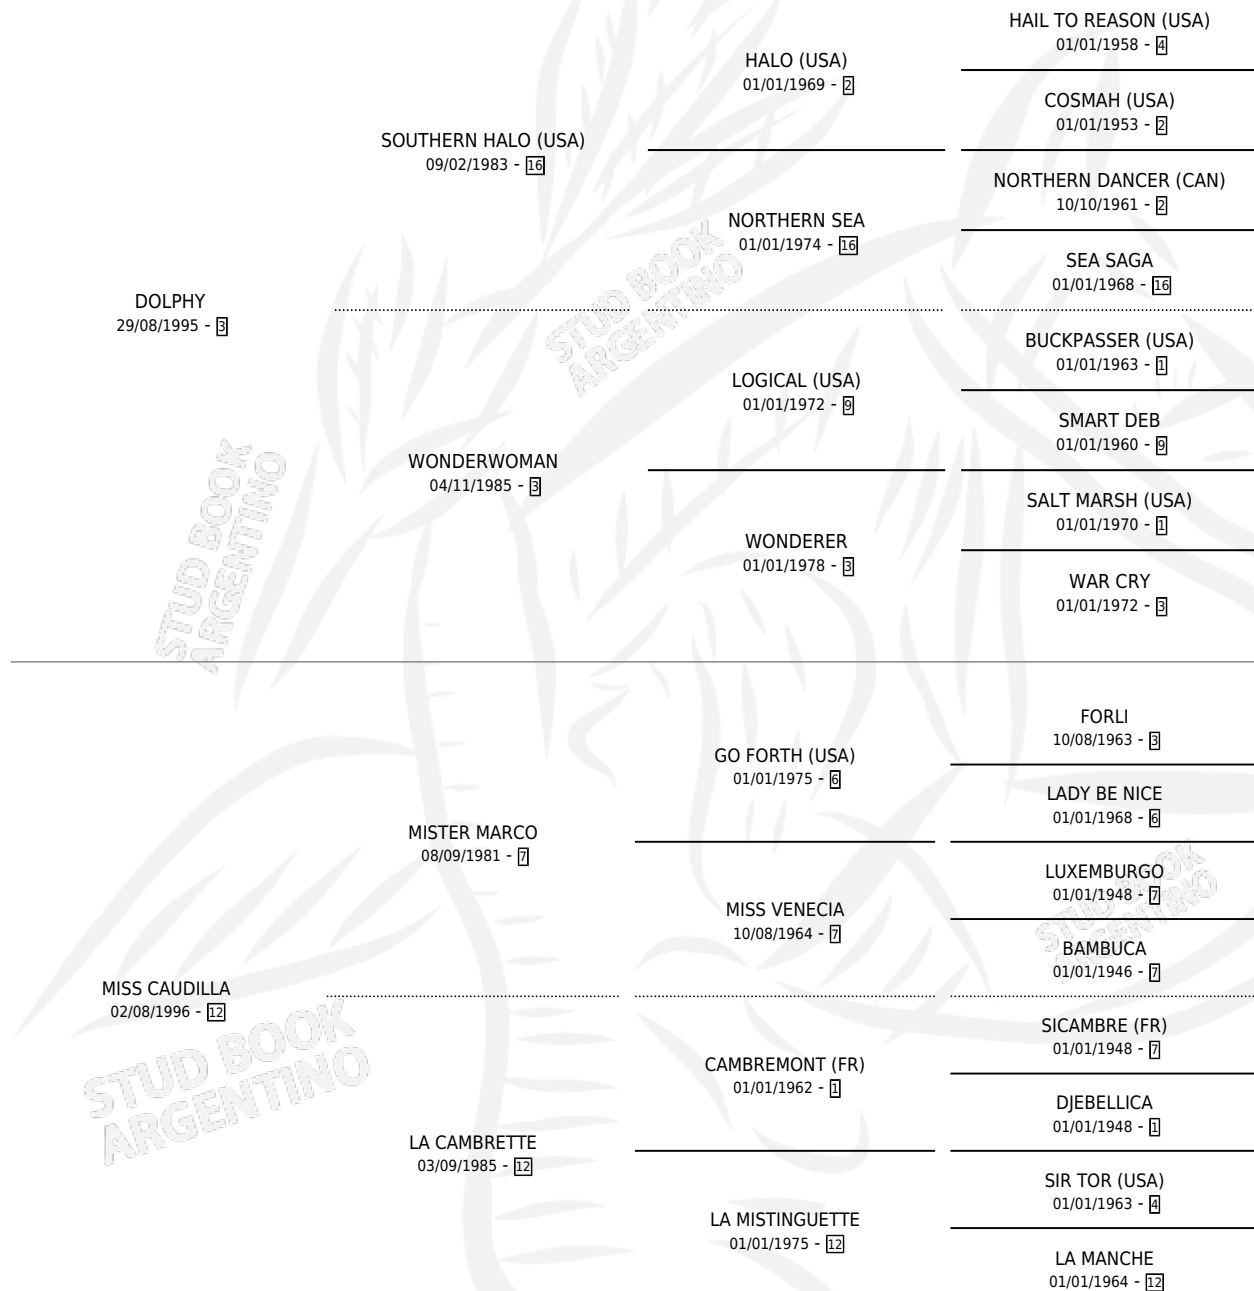 HAIL TO REASON (USA)
01/01/1958 - 4
HALO (USA)
01/01/1969 - 2
COSMAH (USA)
01/01/1953 - 2
SOUTHERN HALO (USA)
09/02/1983 - 16
NORTHERN DANCER (CAN)
10/10/1961 - 2
NORTHERN SEA
01/01/1974 - 16
SEA SAGA
01/01/1968 - 16
DOLPHY
29/08/1995 - 3
BUCKPASSER (USA)
01/01/1963 - 1
LOGICAL (USA)
01/01/1972 - 9
SMART DEB
01/01/1960 - 9
WONDERWOMAN
04/11/1985 - 3
SALT MARSH (USA)
01/01/1970 - 1
WONDERER
01/01/1978 - 3
WAR CRY
01/01/1972 - 3
STUD BOOK
ARGENTINO
STUD BOOK
ARGENTINO
FORLI
10/08/1963 - 3
GO FORTH (USA)
01/01/1975 - 6
LADY BE NICE
01/01/1968 - 6
MISTER MARCO
08/09/1981 - 7
LUXEMBURGO
01/01/1948 - 7
MISS VENECIA
10/08/1964 - 7
BAMBUCA
01/01/1946 - 7
STUD BOOK
ARGENTINO
MISS CAUDILLA
02/08/1996 - 12
SICAMBRE (FR)
01/01/1948 - 7
CAMBREMONT (FR)
01/01/1962 - 1
DJEBELLICA
01/01/1948 - 1
STUD BOOK
ARGENTINO
LA CAMBRETTE
03/09/1985 - 12
SIR TOR (USA)
01/01/1963 - 4
LA MISTINGUETTE
01/01/1975 - 12
LA MANCHE
01/01/1964 - 12